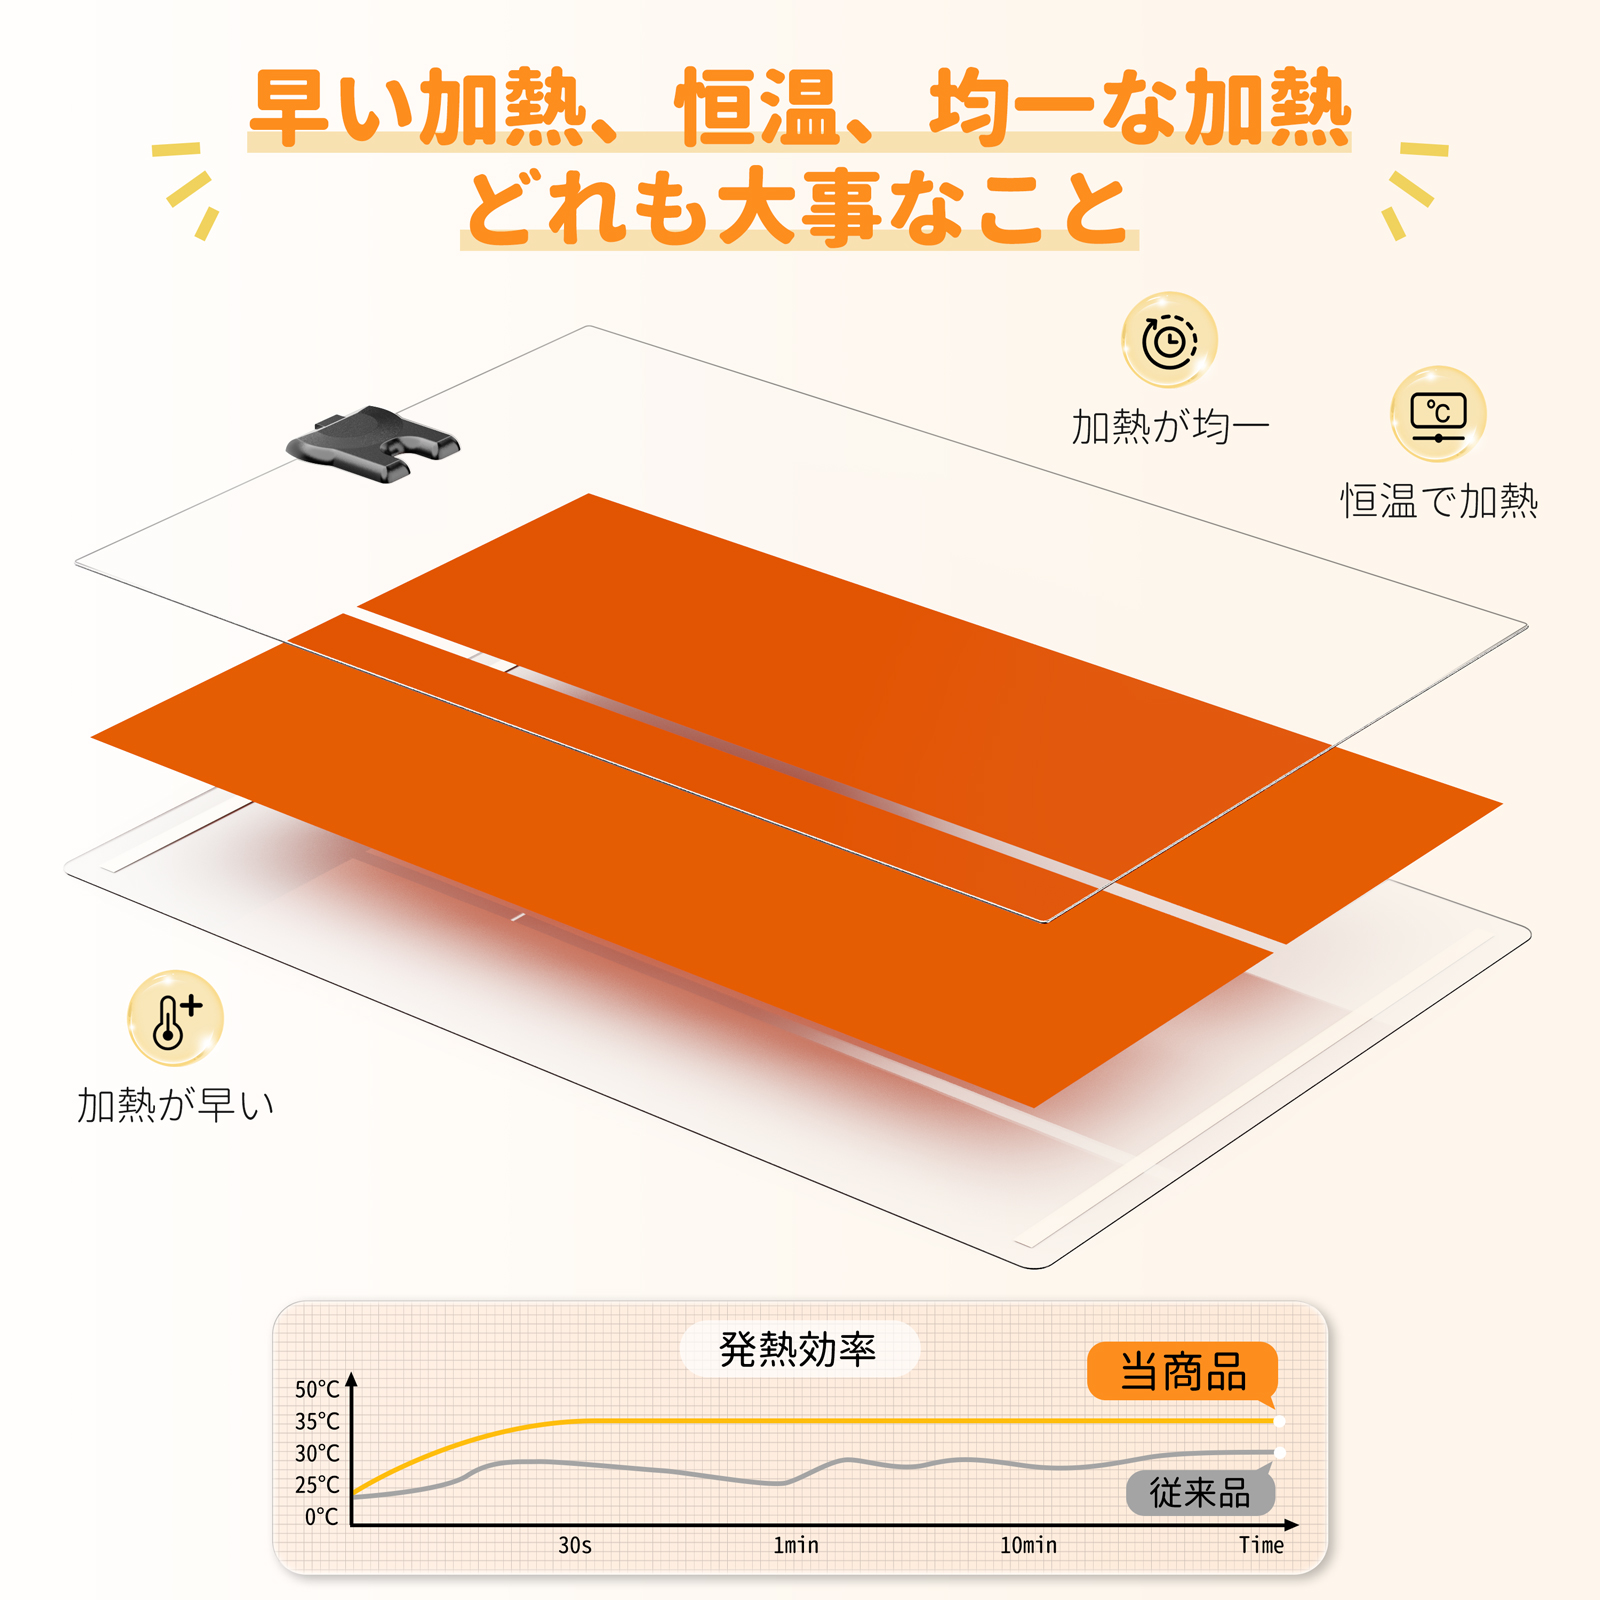 早い加熱、恒温、均一な加熱
どれも大事なこと
加熱が均一
℃
恒温で加熱
加熱が早い
発熱効率
当商品
50℃
35℃
30℃
25℃
0℃
従来品
30s
1min
10min
Time